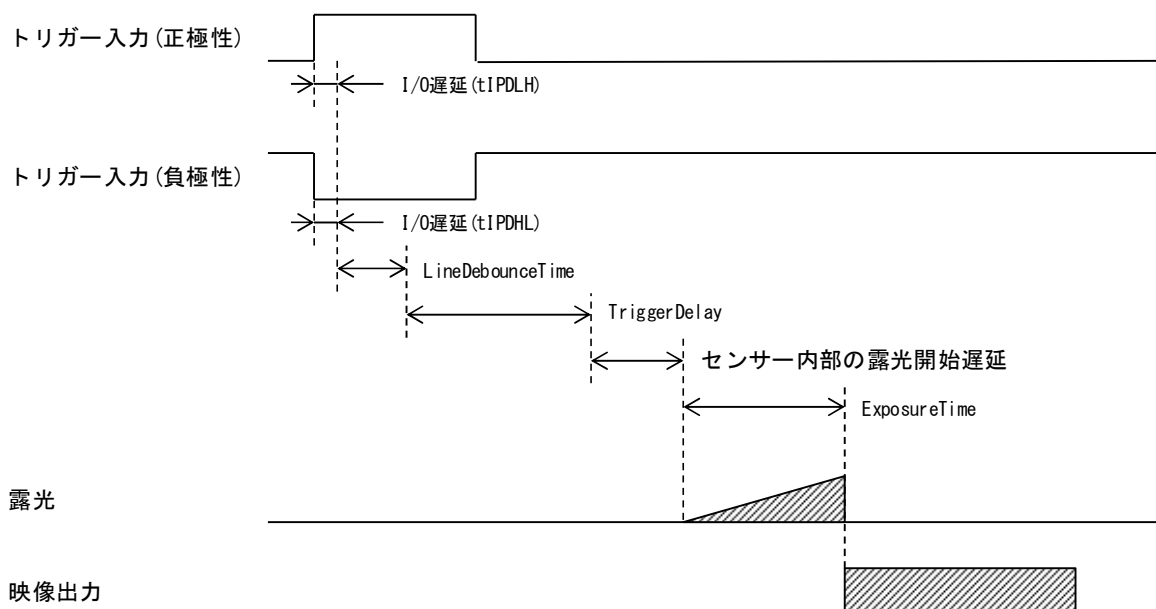 トリガー入力(正極性)
I/O遅延(tIPDLH)
トリガー入力(負極性)
I/O遅延(tIPDHL)
LineDebounceTime
TriggerDelay
センサー内部の露光開始遅延
ExposureTime
露光
映像出力